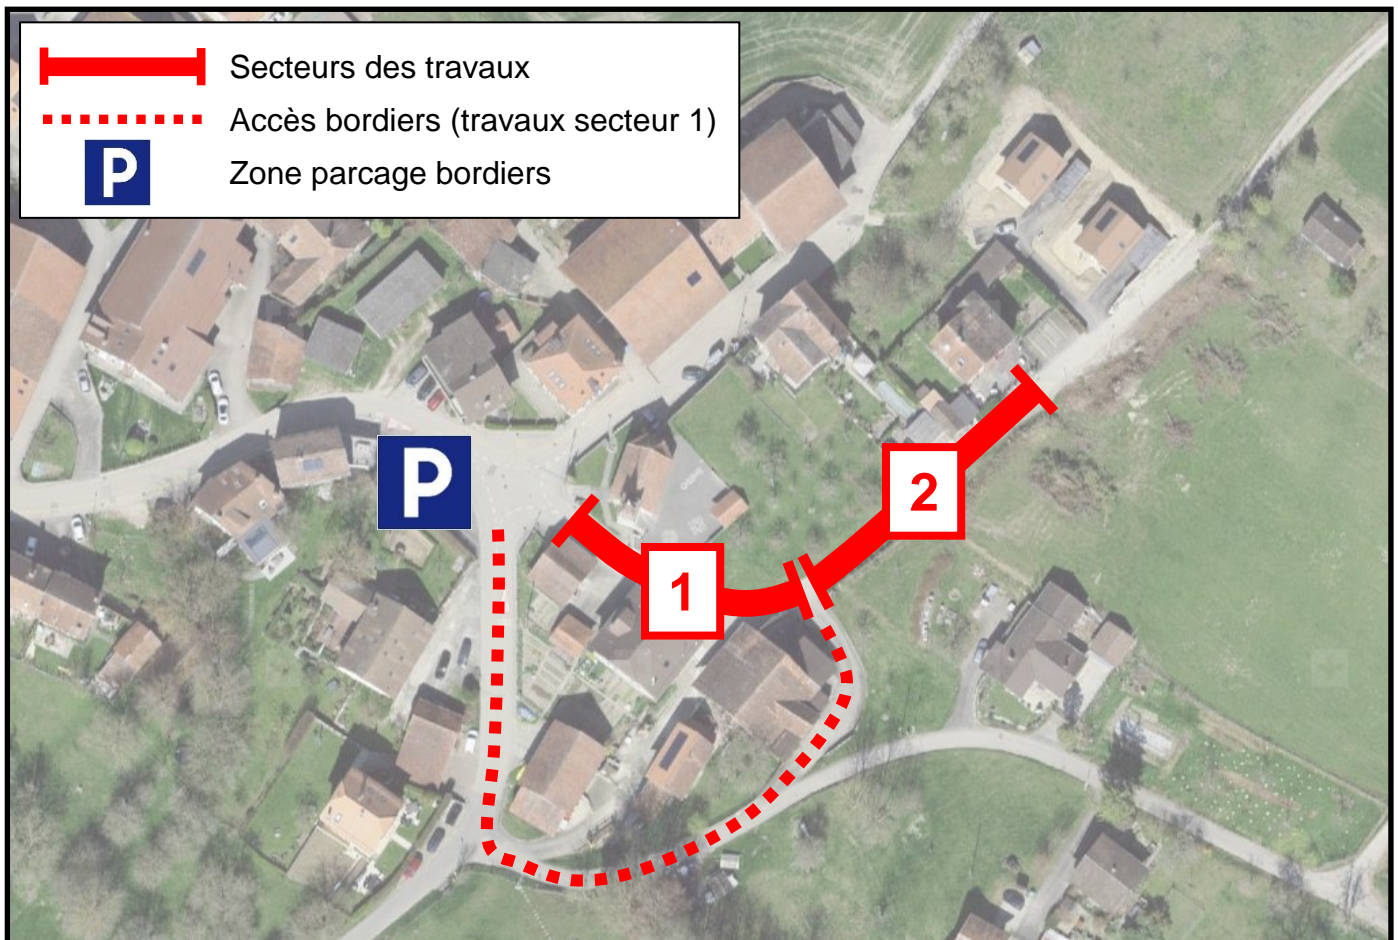 Secteurs des travaux
Accès bordiers (travaux secteur 1)
P
Zone parcage bordiers
P
2
1